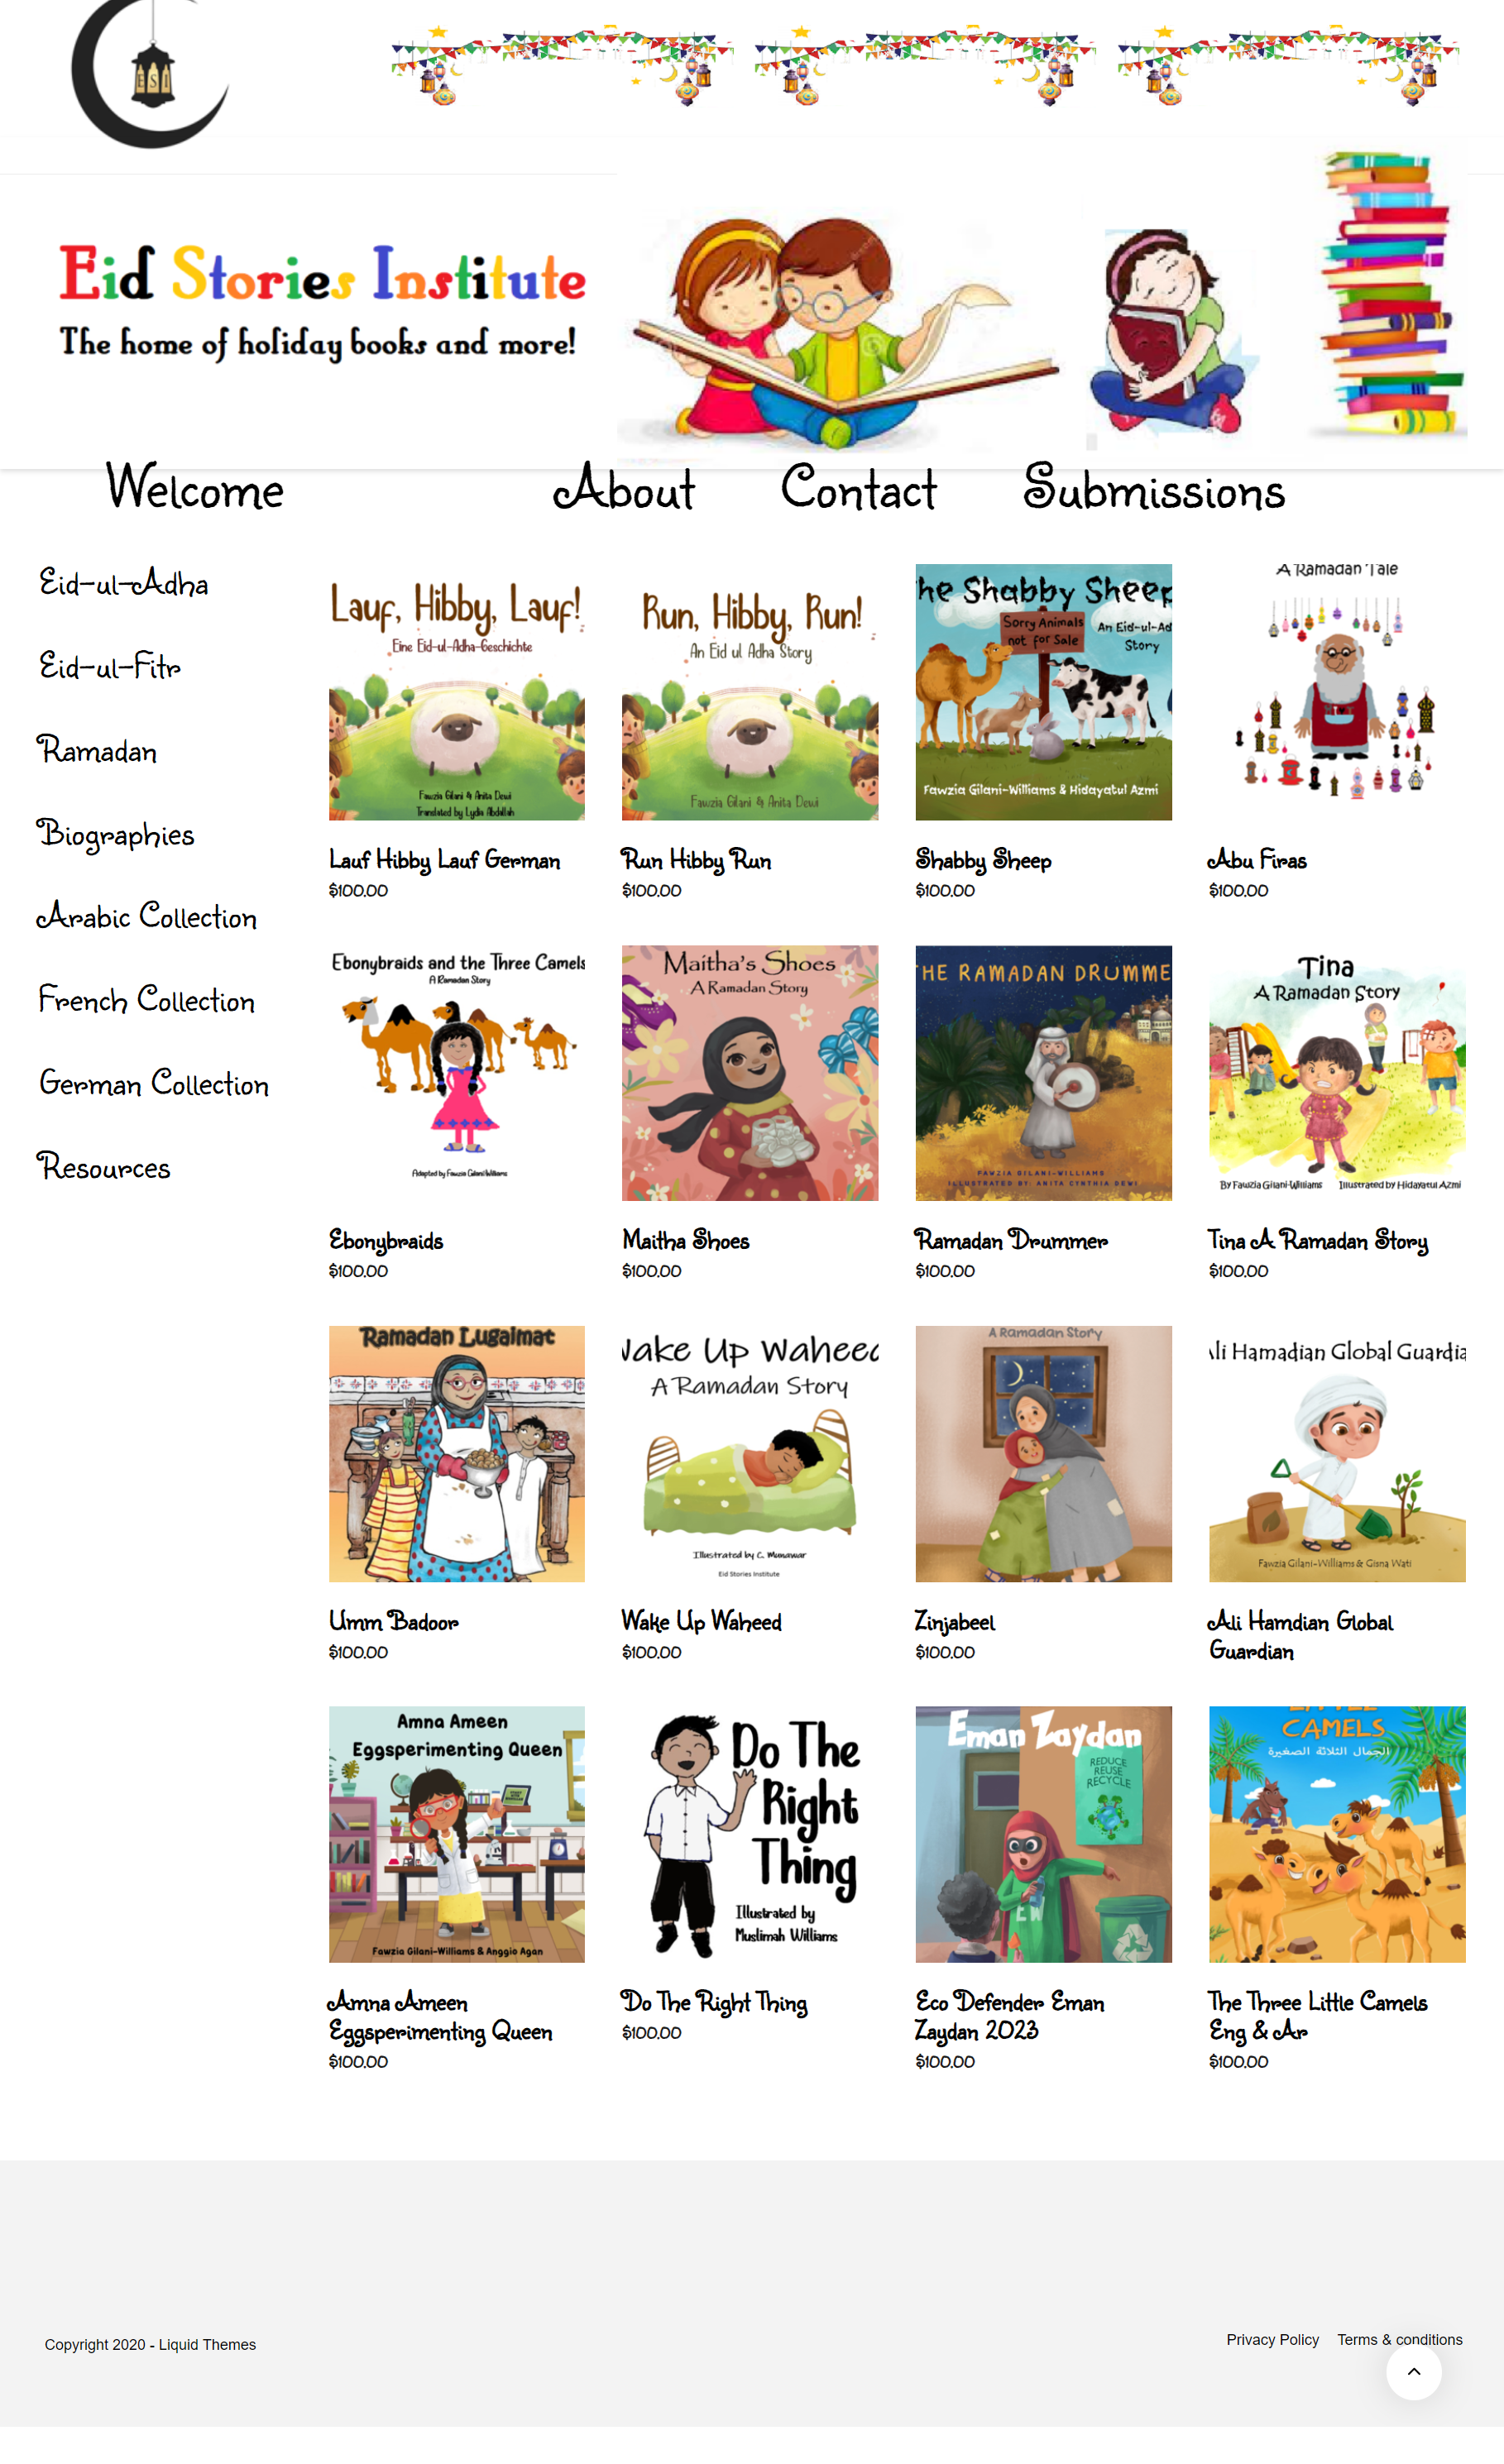 ESI
Eid Stories Institute
The home of holiday books and more!
Welcome
About
Contact
Submissions
Eid-ul-Adha
Eid-ul-Fitr
Ramadan
Biographies
Arabic Collection
French Collection
German Collection
Resources
Lauf, Hibby, Lauf!
Eine Eid-ul-Adha-Geschichte
Fawzia Gilani & Anita Dewi
Translated by Lydia Abdallah
Lauf Hibby Lauf German
$100.00
Run, Hibby, Run!
An Eid ul Adha Story
Fawzia Gilani & Anita Dewi
Run Hibby Run
$100.00
he Shabby Sheep
Sorry Animals
not for Sale
An Eid-ul-Ad
Story
Fawzia Gilani-Williams & Hidayatul Azmi
Shabby Sheep
$100.00
A Ramadan Tale
Abu Firas
$100.00
Ebonybraids and the Three Camels
A Ramadan Story
Adapted by Fawzia Gilani-Williams
Ebonybraids
$100.00
Maitha's Shoes
A Ramadan Story
Maitha Shoes
$100.00
THE RAMADAN DRUMME
FAWZIA GILANI-WILLIAMS
ILLUSTRATED BY: ANITA CYNTHIA DEWI
Ramadan Drummer
$100.00
Tina
A Ramadan Story
By Fawzia Gilani-Williams
Illustrated by Hidayatul Azmi
Tina A Ramadan Story
$100.00
Ramadan Lugaimat
Umm Badoor
$100.00
Wake Up Waheed
A Ramadan Story
Illustrated by C. Munawar
Eid Stories Institute
Wake Up Waheed
$100.00
A Ramadan Story
Zinjabeel
$100.00
Ali Hamadian Global Guardia
Fawzia Gilani-Williams & Gisna Wati
Ali Hamdian Global
Guardian
Amna Ameen
Eggsperimenting Queen
Fawzia Gilani-Williams & Anggio Agan
Amna Ameen
Eggsperimenting Queen
$100.00
Do The
Right
Thing
Illustrated by
Muslimah Williams
Do The Right Thing
$100.00
Eman Zaydan
REDUCE
REUSE
RECYCLE
Eco Defender Eman
Zaydan 2023
$100.00
LITTLE
CAMELS
الجمال الثلاثة الصغيرة
The Three Little Camels
Eng & Ar
$100.00
Copyright 2020 - Liquid Themes
Privacy Policy
Terms & conditions